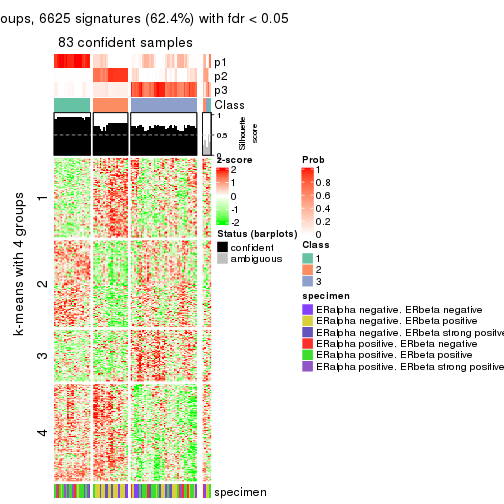 oups, 6625 signatures (62.4%) with fdr < 0.05
83 confident samples
p1
p2
p3
Class
1
0.5
0
Silhouette
score
k-means with 4 groups
1
2
3
4
z-score
2
1
0
-1
-2
Status (barplots)
confident
ambiguous
Prob
1
0.8
0.6
0.4
0.2
0
Class
1
2
3
specimen
ERalpha negative. ERbeta negative
ERalpha negative. ERbeta positive
ERalpha negative. ERbeta strong positive
ERalpha positive. ERbeta negative
ERalpha positive. ERbeta positive
ERalpha positive. ERbeta strong positive
specimen